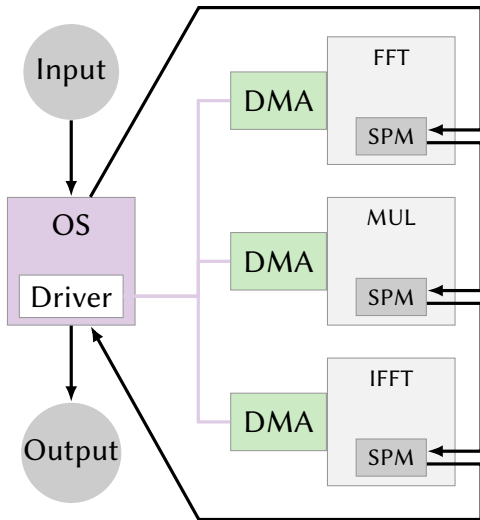 Input
OS
Driver
Output
DMA
FFT
SPM
DMA
MUL
SPM
DMA
IFFT
SPM